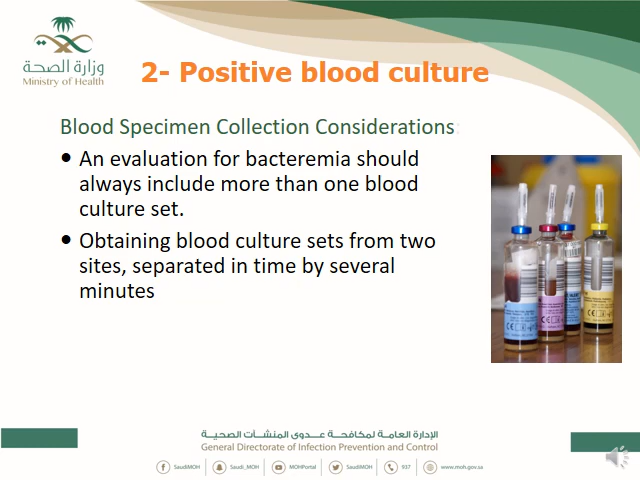 وزارة الصحة
Ministry of Health
2- Positive blood culture
Blood Specimen Collection Considerations:
• An evaluation for bacteremia should
always include more than one blood
culture set.
• Obtaining blood culture sets from two
sites, separated in time by several
minutes
الإدارة العامة لمكافحة عدوى المنشآت الصحية
General Directorate of Infection Prevention and Control
SaudiMOH Saudi_MOH MOHPortal SaudiMOH 937 www.moh.gov.sa